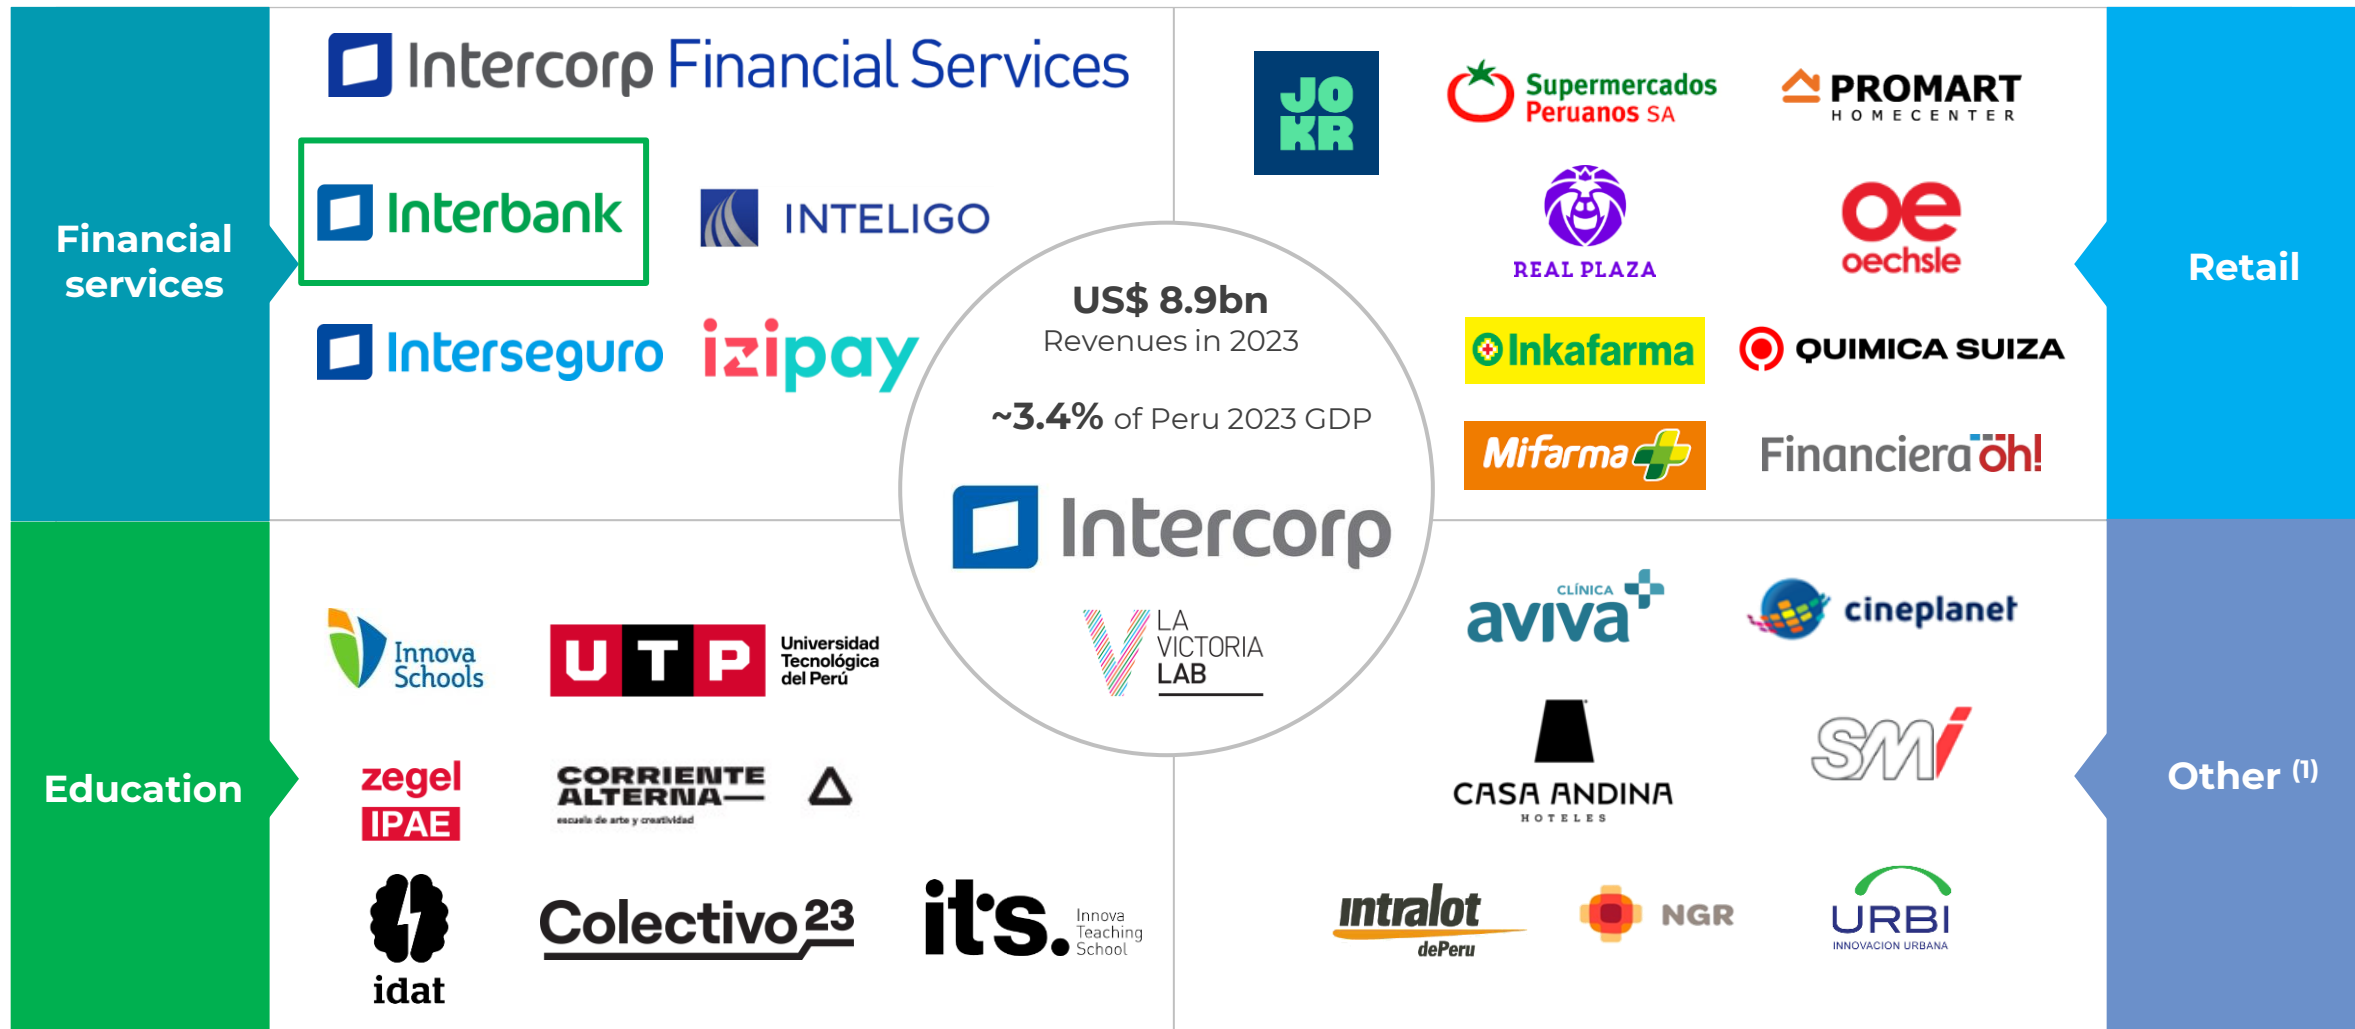 Financial
services
Intercorp Financial Services
Interbank
INTELIGO
Interseguro
izipay
JO
KR
Supermercados
Peruanos SA
PROMART
HOMECENTER
REAL PLAZA
oe
oechsle
Inkafarma
QUIMICA SUIZA
Mifarma
Financiera öh!
Retail
US$ 8.9bn
Revenues in 2023
~3.4% of Peru 2023 GDP
Intercorp
LA
VICTORIA
LAB
Education
Innova
Schools
UTP
Universidad
Tecnológica
del Perú
zegel
IPAE
CORRIENTE
ALTERNA
escuela de arte y creatividad
idat
Colectivo 23
it's.
Innova
Teaching
School
CLÍNICA
aviva
cineplanet
CASA ANDINA
HOTELES
SMi
intralot
dePeru
NGR
URBI
INNOVACION URBANA
Other (1)